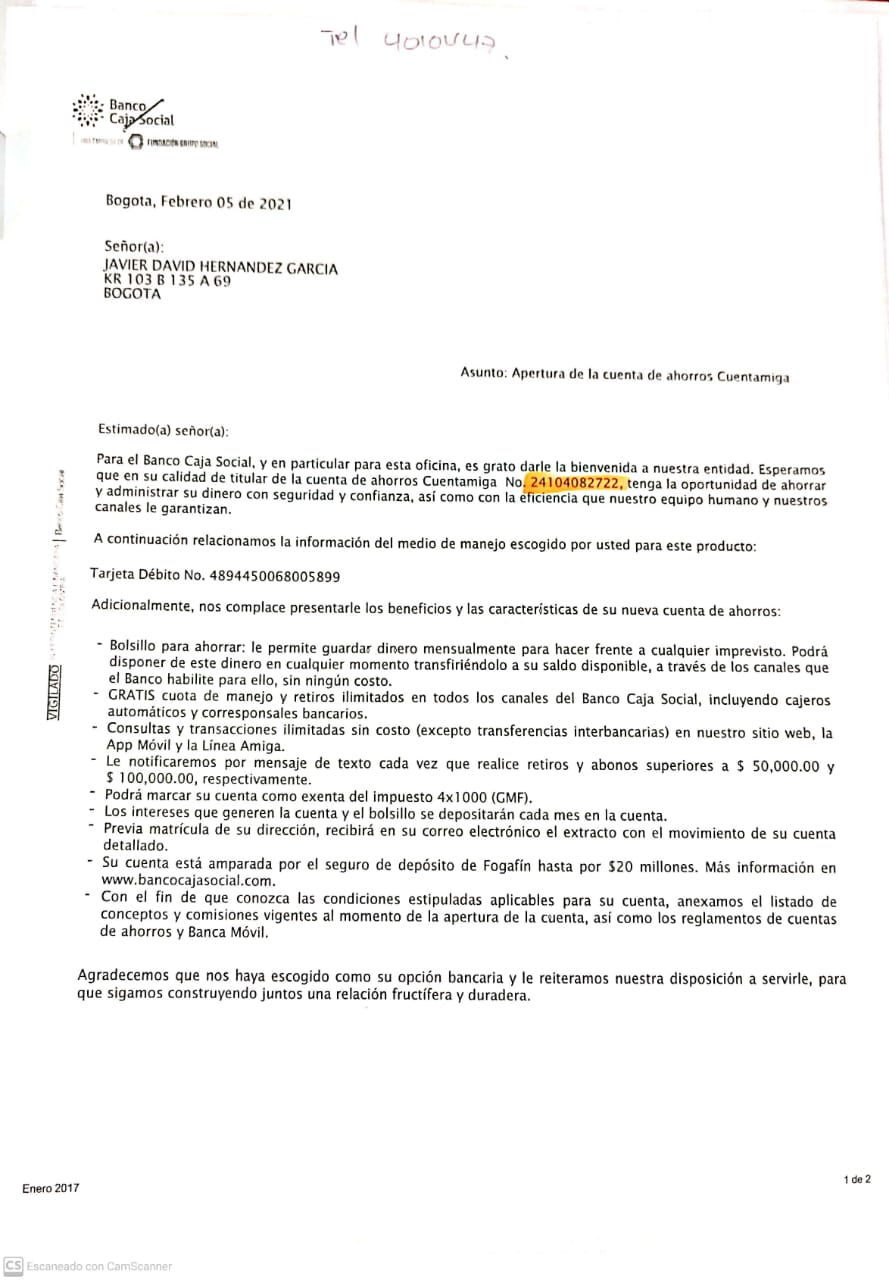 Tel
Banco
Caja Social
FUNDACIÓN GRUPO SOCIAL
Bogota, Febrero 05 de 2021
Señor(a):
JAVIER DAVID HERNANDEZ GARCIA
KR 103 B 135 A 69
BOGOTA
Asunto: Apertura de la cuenta de ahorros Cuentamiga
Estimado(a) señor(a):
Para el Banco Caja Social, y en particular para esta oficina, es grato darle la bienvenida a nuestra entidad. Esperamos
que en su calidad de titular de la cuenta de ahorros Cuentamiga No. 24104082722, tenga la oportunidad de ahorrar
y administrar su dinero con seguridad y confianza, así como con la eficiencia que nuestro equipo humano y nuestros
canales le garantizan.
A continuación relacionamos la información del medio de manejo escogido por usted para este producto:
Tarjeta Débito No. 4894450068005899
Adicionalmente, nos complace presentarle los beneficios y las características de su nueva cuenta de ahorros:
- Bolsillo para ahorrar: le permite guardar dinero mensualmente para hacer frente a cualquier imprevisto. Podrá
disponer de este dinero en cualquier momento transfiriéndolo a su saldo disponible, a través de los canales que
el Banco habilite para ello, sin ningún costo.
- GRATIS cuota de manejo y retiros ilimitados en todos los canales del Banco Caja Social, incluyendo cajeros
automáticos y corresponsales bancarios.
- Consultas y transacciones ilimitadas sin costo (excepto transferencias interbancarias) en nuestro sitio web, la
App Móvil y la Línea Amiga.
- Le notificaremos por mensaje de texto cada vez que realice retiros y abonos superiores a $ 50,000.00 y
$ 100,000.00, respectivamente.
- Podrá marcar su cuenta como exenta del impuesto 4x1000 (GMF).
- Los intereses que generen la cuenta y el bolsillo se depositarán cada mes en la cuenta.
- Previa matrícula de su dirección, recibirá en su correo electrónico el extracto con el movimiento de su cuenta
detallado.
- Su cuenta está amparada por el seguro de depósito de Fogafín hasta por $20 millones. Más información en
www.bancocajasocial.com.
- Con el fin de que conozca las condiciones estipuladas aplicables para su cuenta, anexamos el listado de
conceptos y comisiones vigentes al momento de la apertura de la cuenta, así como los reglamentos de cuentas
de ahorros y Banca Móvil.
Agradecemos que nos haya escogido como su opción bancaria y le reiteramos nuestra disposición a servirle, para
que sigamos construyendo juntos una relación fructífera y duradera.
VIGILADO
Banco Caja Social
Enero 2017
1 de 2
CS Escaneado con CamScanner